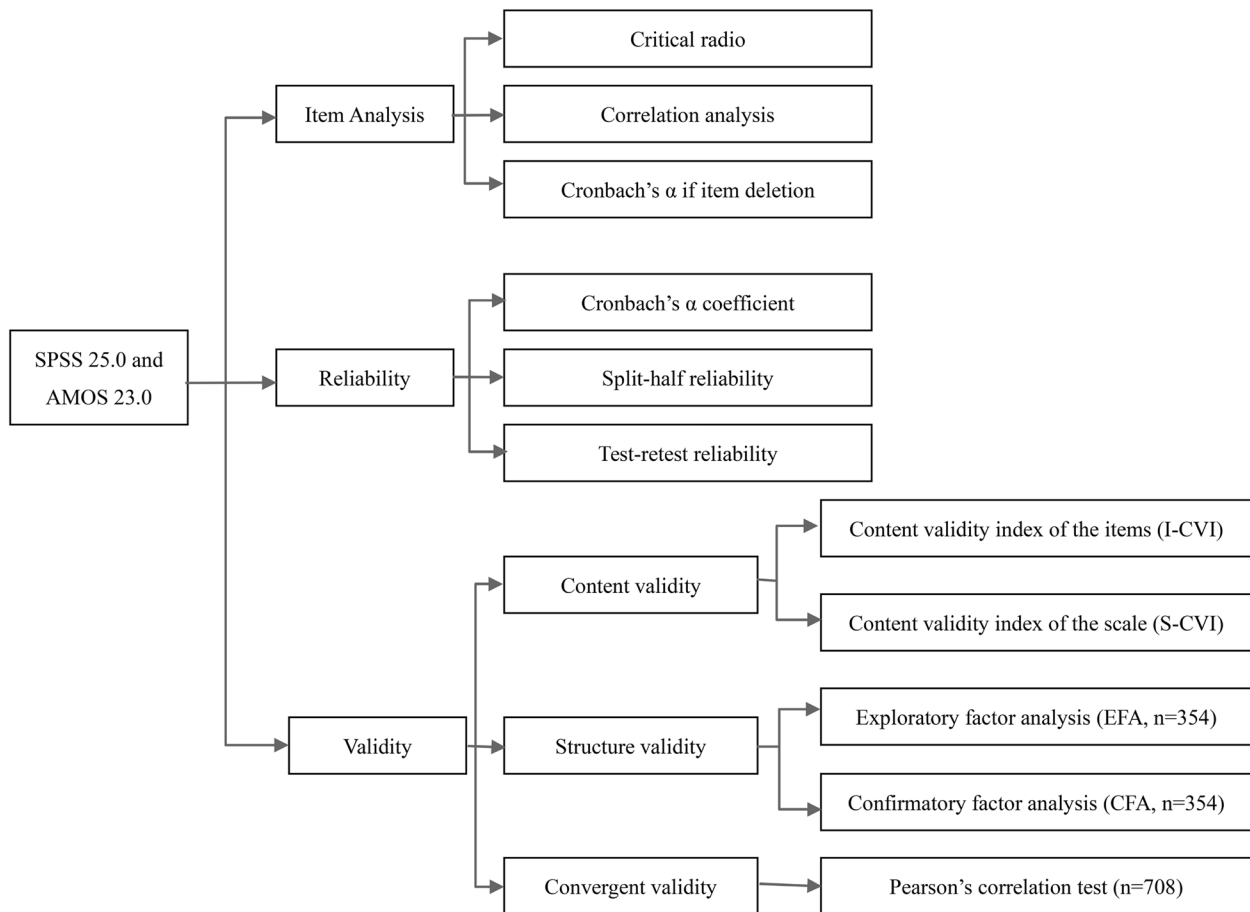 Critical radio
Item Analysis
Correlation analysis
Cronbach’s α if item deletion
SPSS 25.0 and
AMOS 23.0
Reliability
Cronbach’s α coefficient
Split-half reliability
Test-retest reliability
Validity
Content validity
Content validity index of the items (I-CVI)
Content validity index of the scale (S-CVI)
Structure validity
Exploratory factor analysis (EFA, n=354)
Confirmatory factor analysis (CFA, n=354)
Convergent validity
Pearson’s correlation test (n=708)